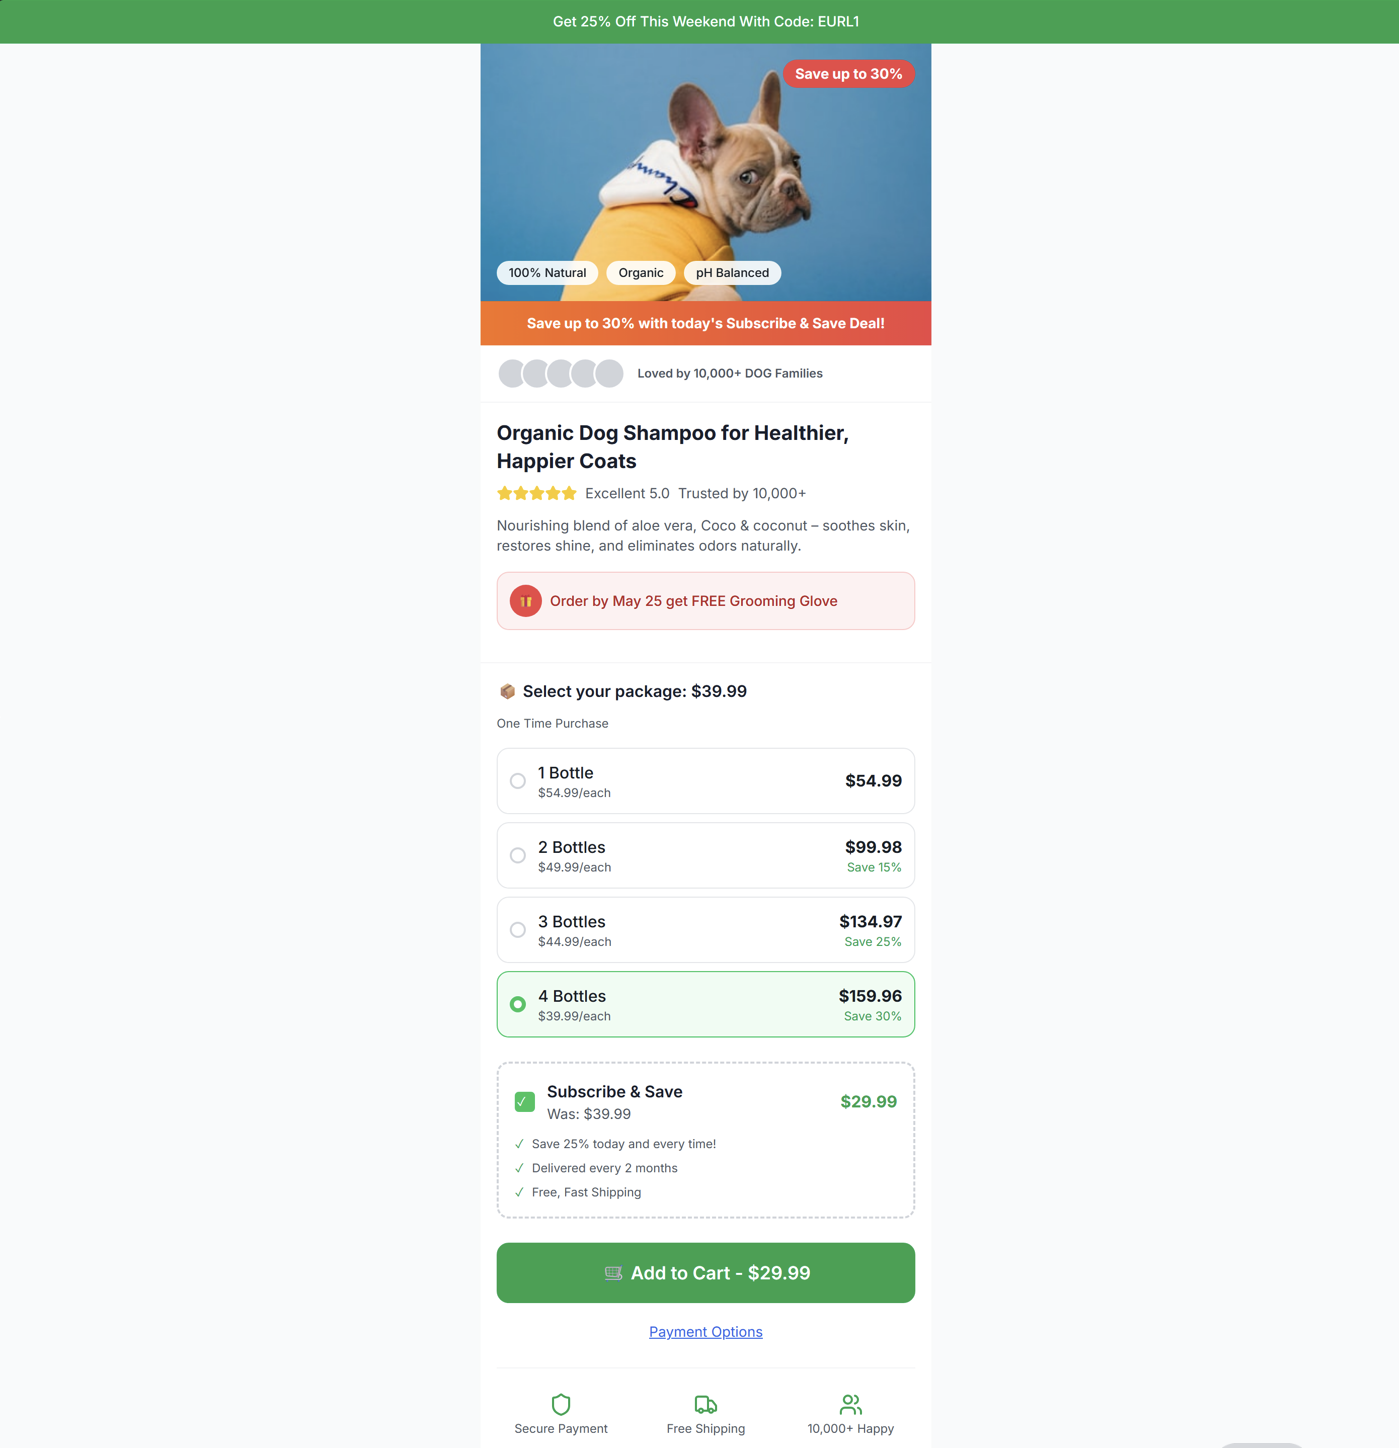 Get 25% Off This Weekend With Code: EURL1
Save up to 30%
Champion
100% Natural
Organic
pH Balanced
Save up to 30% with today's Subscribe & Save Deal!
Loved by 10,000+ DOG Families
Organic Dog Shampoo for Healthier,
Happier Coats
Excellent 5.0 Trusted by 10,000+
Nourishing blend of aloe vera, Coco & coconut – soothes skin,
restores shine, and eliminates odors naturally.
Order by May 25 get FREE Grooming Glove
Select your package: $39.99
One Time Purchase
1 Bottle
$54.99/each
$54.99
2 Bottles
$49.99/each
$99.98
Save 15%
3 Bottles
$44.99/each
$134.97
Save 25%
4 Bottles
$39.99/each
$159.96
Save 30%
Subscribe & Save
Was: $39.99
$29.99
✓ Save 25% today and every time!
✓ Delivered every 2 months
✓ Free, Fast Shipping
Add to Cart - $29.99
Payment Options
Secure Payment
Free Shipping
10,000+ Happy